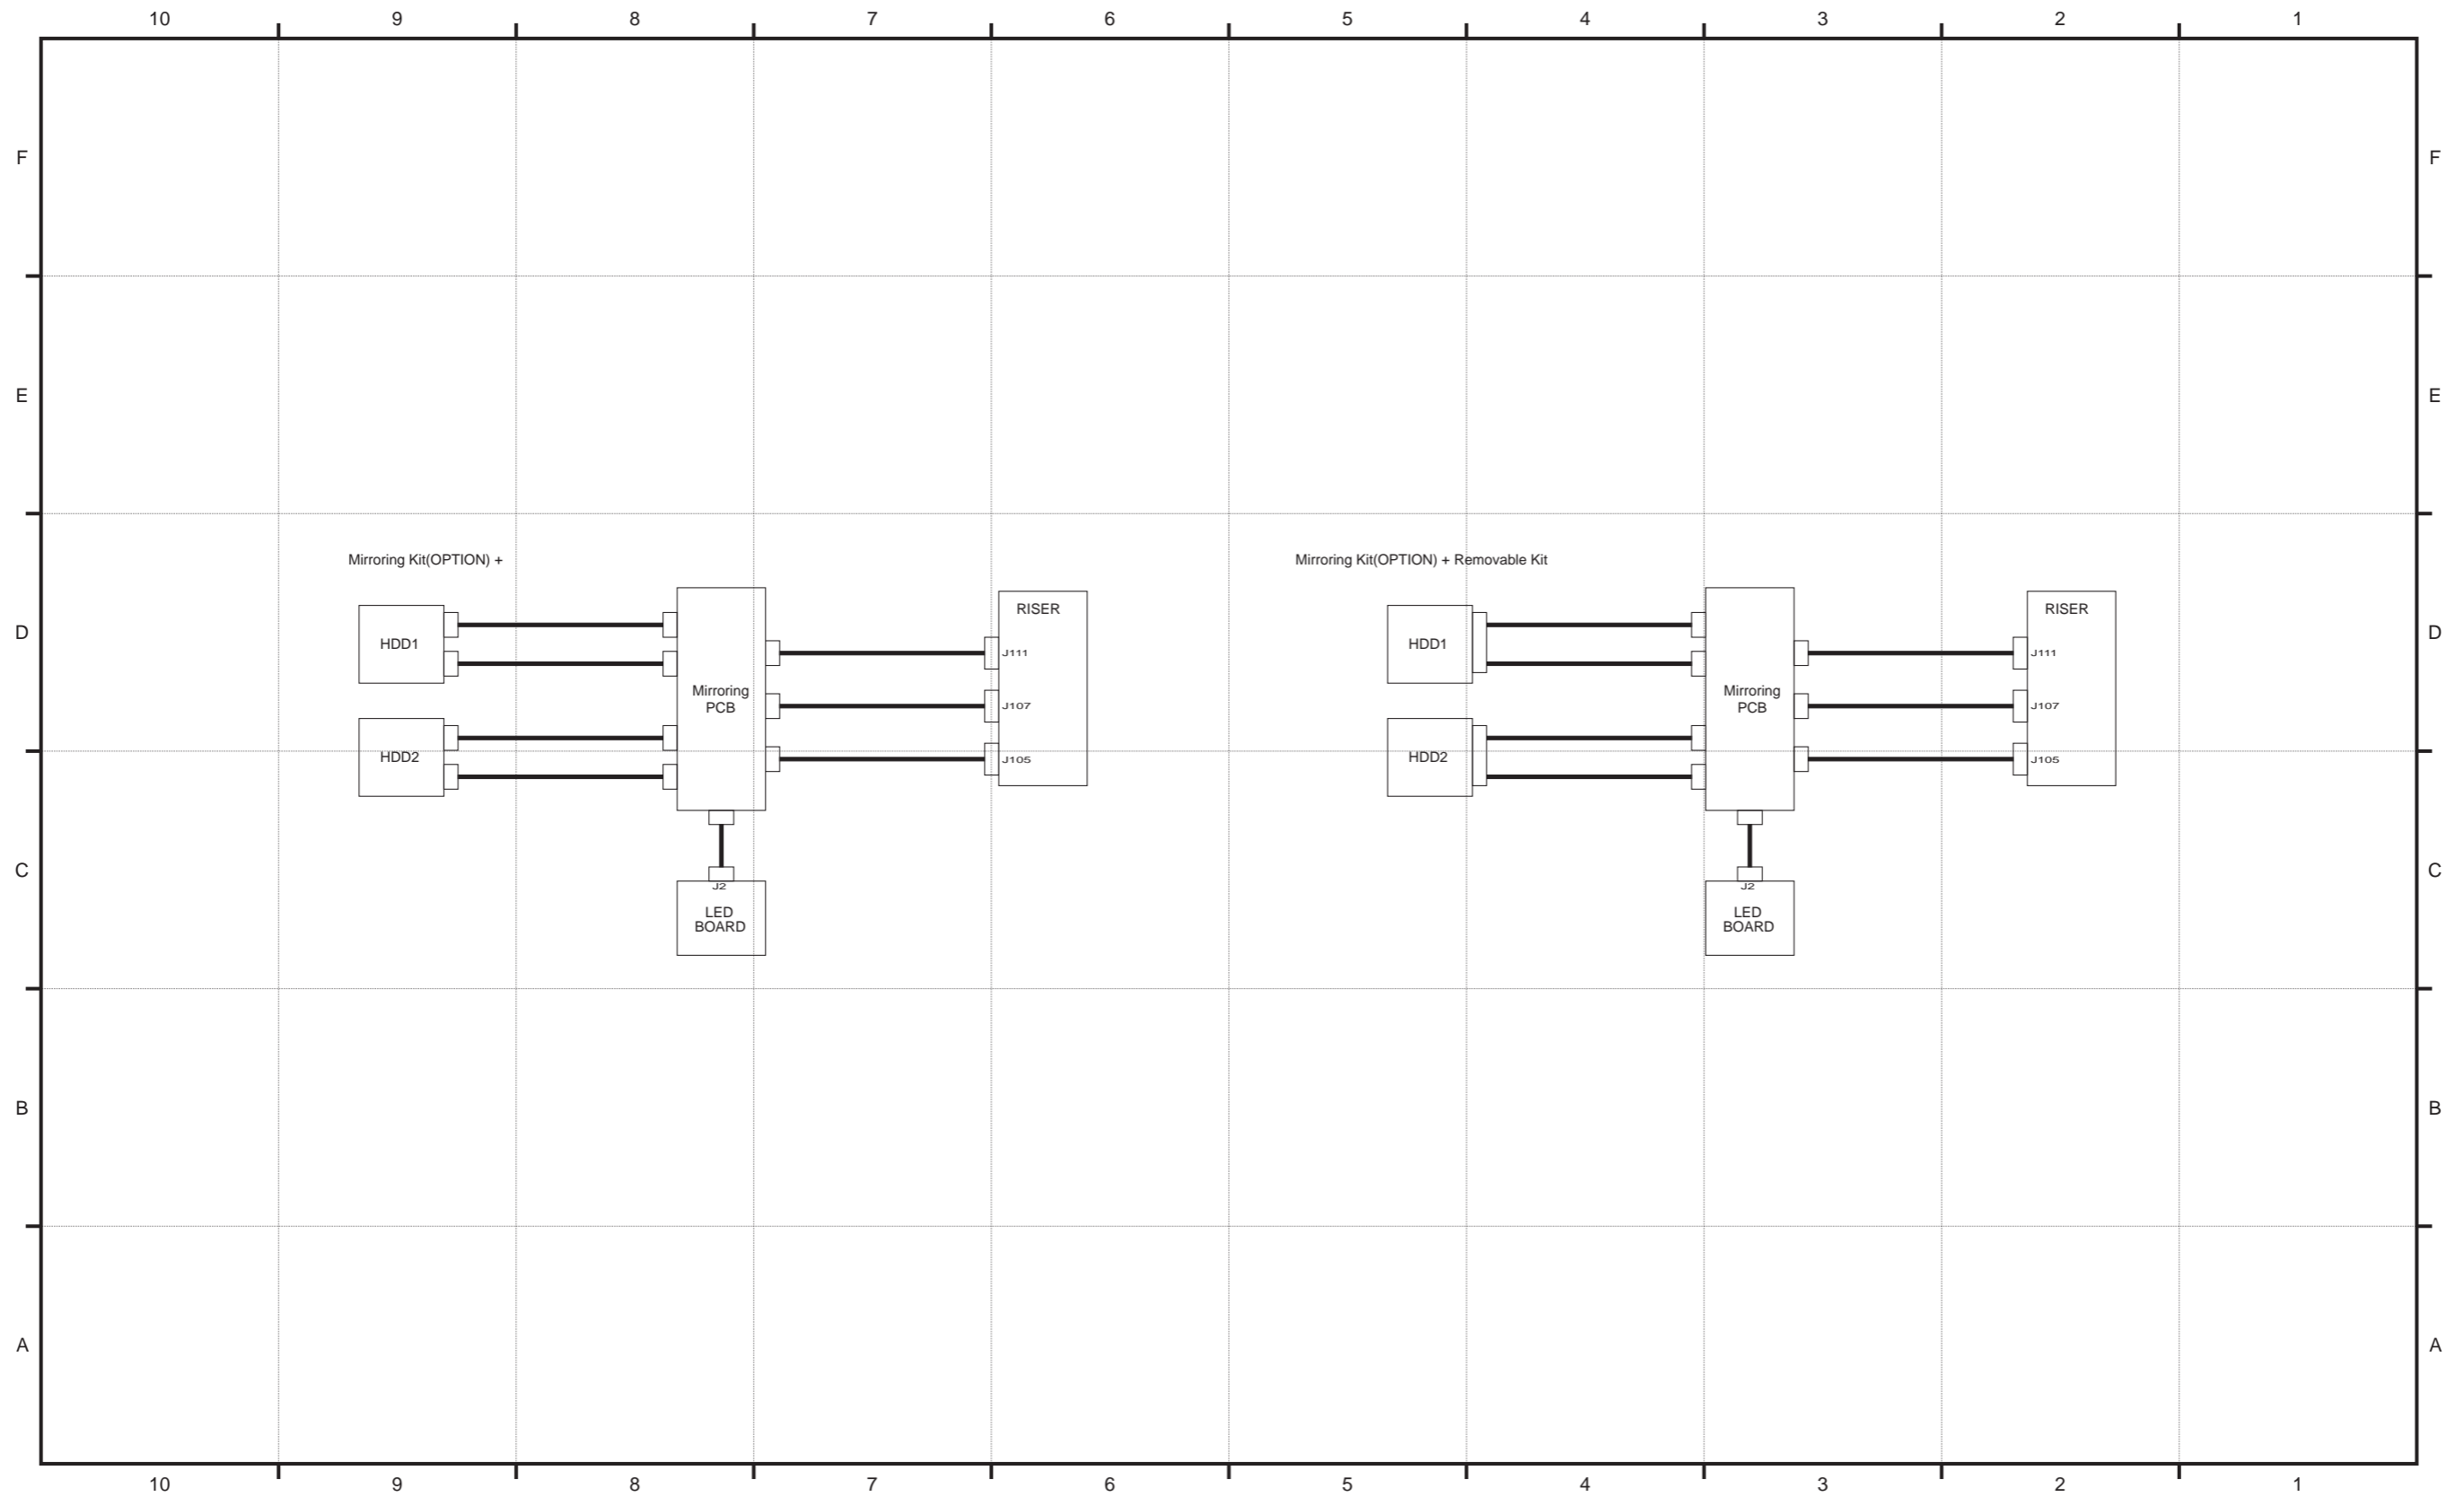 10 9 8 7 6 5 4 3 2 1
F F
E E
Mirroring Kit(OPTION) +
HDD1
D
Mirroring
PCB
HDD2
RISER
J111
J107
J105
J2
LED
BOARD
Mirroring Kit(OPTION) + Removable Kit
HDD1
Mirroring
PCB
HDD2
RISER
J111
J107
J105
D
J2
LED
BOARD
C C
B B
A A
10 9 8 7 6 5 4 3 2 1